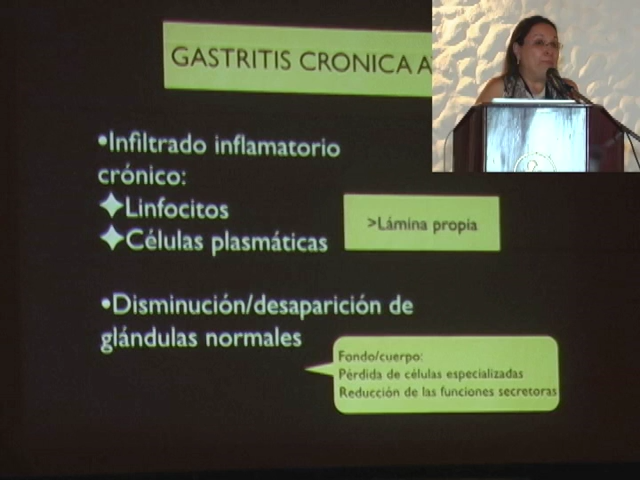 GASTRITIS CRONICA A
•Infiltrado inflamatorio
crónico:
✦Linfocitos
✦Células plasmáticas
>Lámina propia
•Disminución/desaparición de
glándulas normales
Fondo/cuerpo:
Pérdida de células especializadas
Reducción de las funciones secretoras